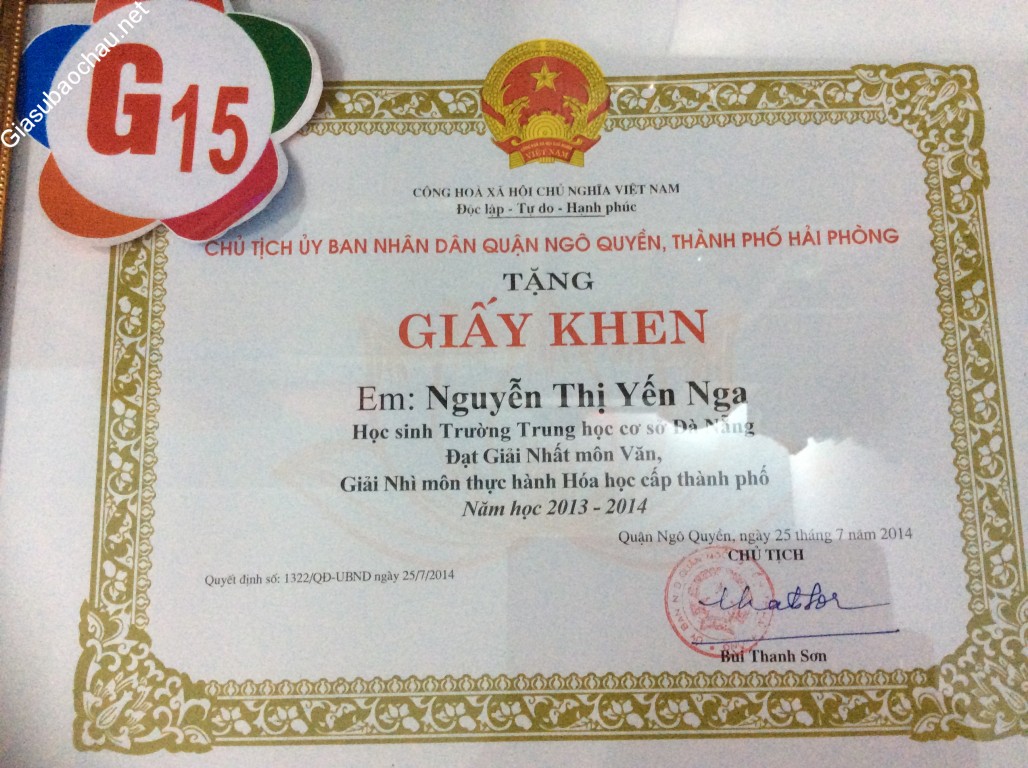 Giasubaochau.net
G15
VIỆT NAM
CỘNG HOÀ XÃ HỘI CHỦ NGHĨA VIỆT NAM
Độc lập - Tự do - Hạnh phúc
CHỦ TỊCH ỦY BAN NHÂN DÂN QUẬN NGÔ QUYỀN, THÀNH PHỐ HẢI PHÒNG
TẶNG
GIẤY KHEN
Em: Nguyễn Thị Yến Nga
Học sinh Trường Trung học cơ sở Đà Nẵng
Đạt Giải Nhất môn Văn,
Giải Nhì môn thực hành Hóa học cấp thành phố
Năm học 2013 - 2014
Quận Ngô Quyền, ngày 25 tháng 7 năm 2014
CHỦ TỊCH
Quyết định số: 1322/QĐ-UBND ngày 25/7/2014
Bùi Thanh Sơn